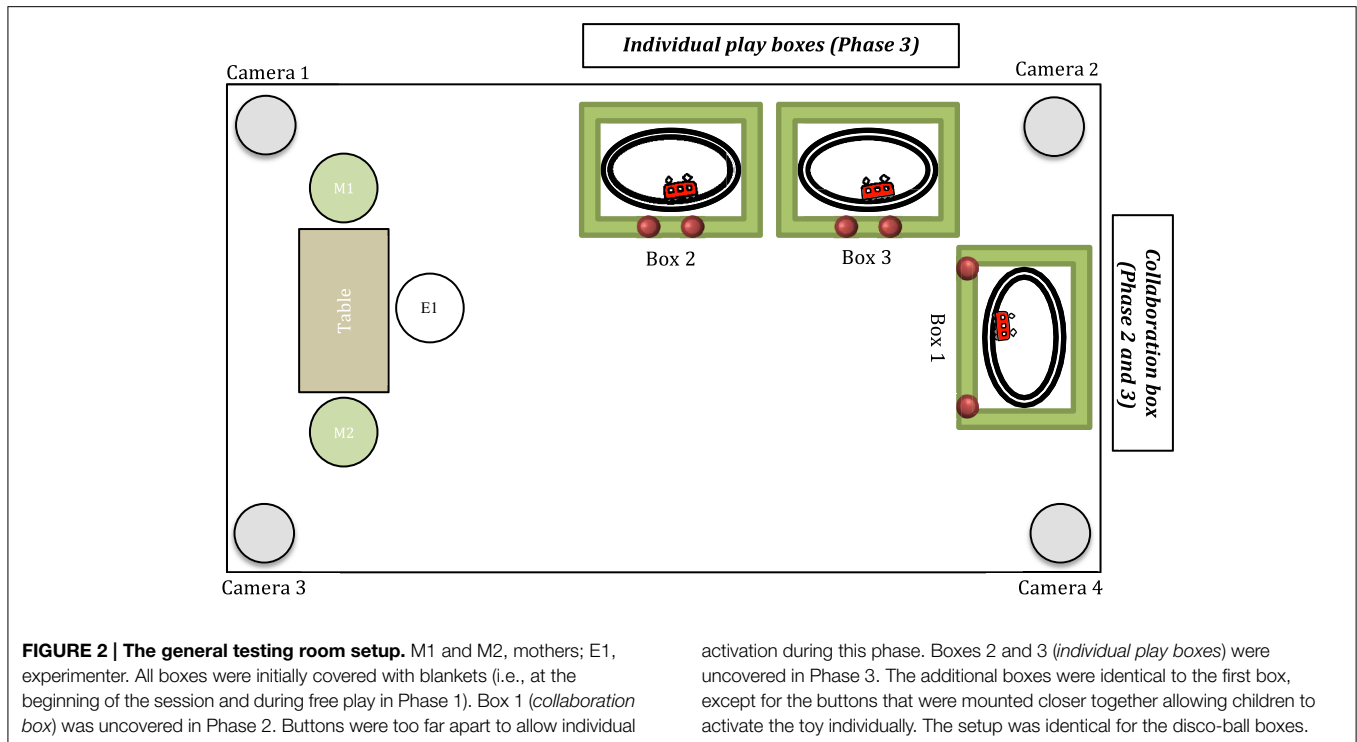 Individual play boxes (Phase 3)
Camera 1
Camera 2
M1
Table
E1
M2
Box 2
Box 3
Box 1
Collaboration box
(Phase 2 and 3)
Camera 3
Camera 4
FIGURE 2 | The general testing room setup. M1 and M2, mothers; E1,
experimenter. All boxes were initially covered with blankets (i.e., at the
beginning of the session and during free play in Phase 1). Box 1 (collaboration
box) was uncovered in Phase 2. Buttons were too far apart to allow individual
activation during this phase. Boxes 2 and 3 (individual play boxes) were
uncovered in Phase 3. The additional boxes were identical to the first box,
except for the buttons that were mounted closer together allowing children to
activate the toy individually. The setup was identical for the disco-ball boxes.